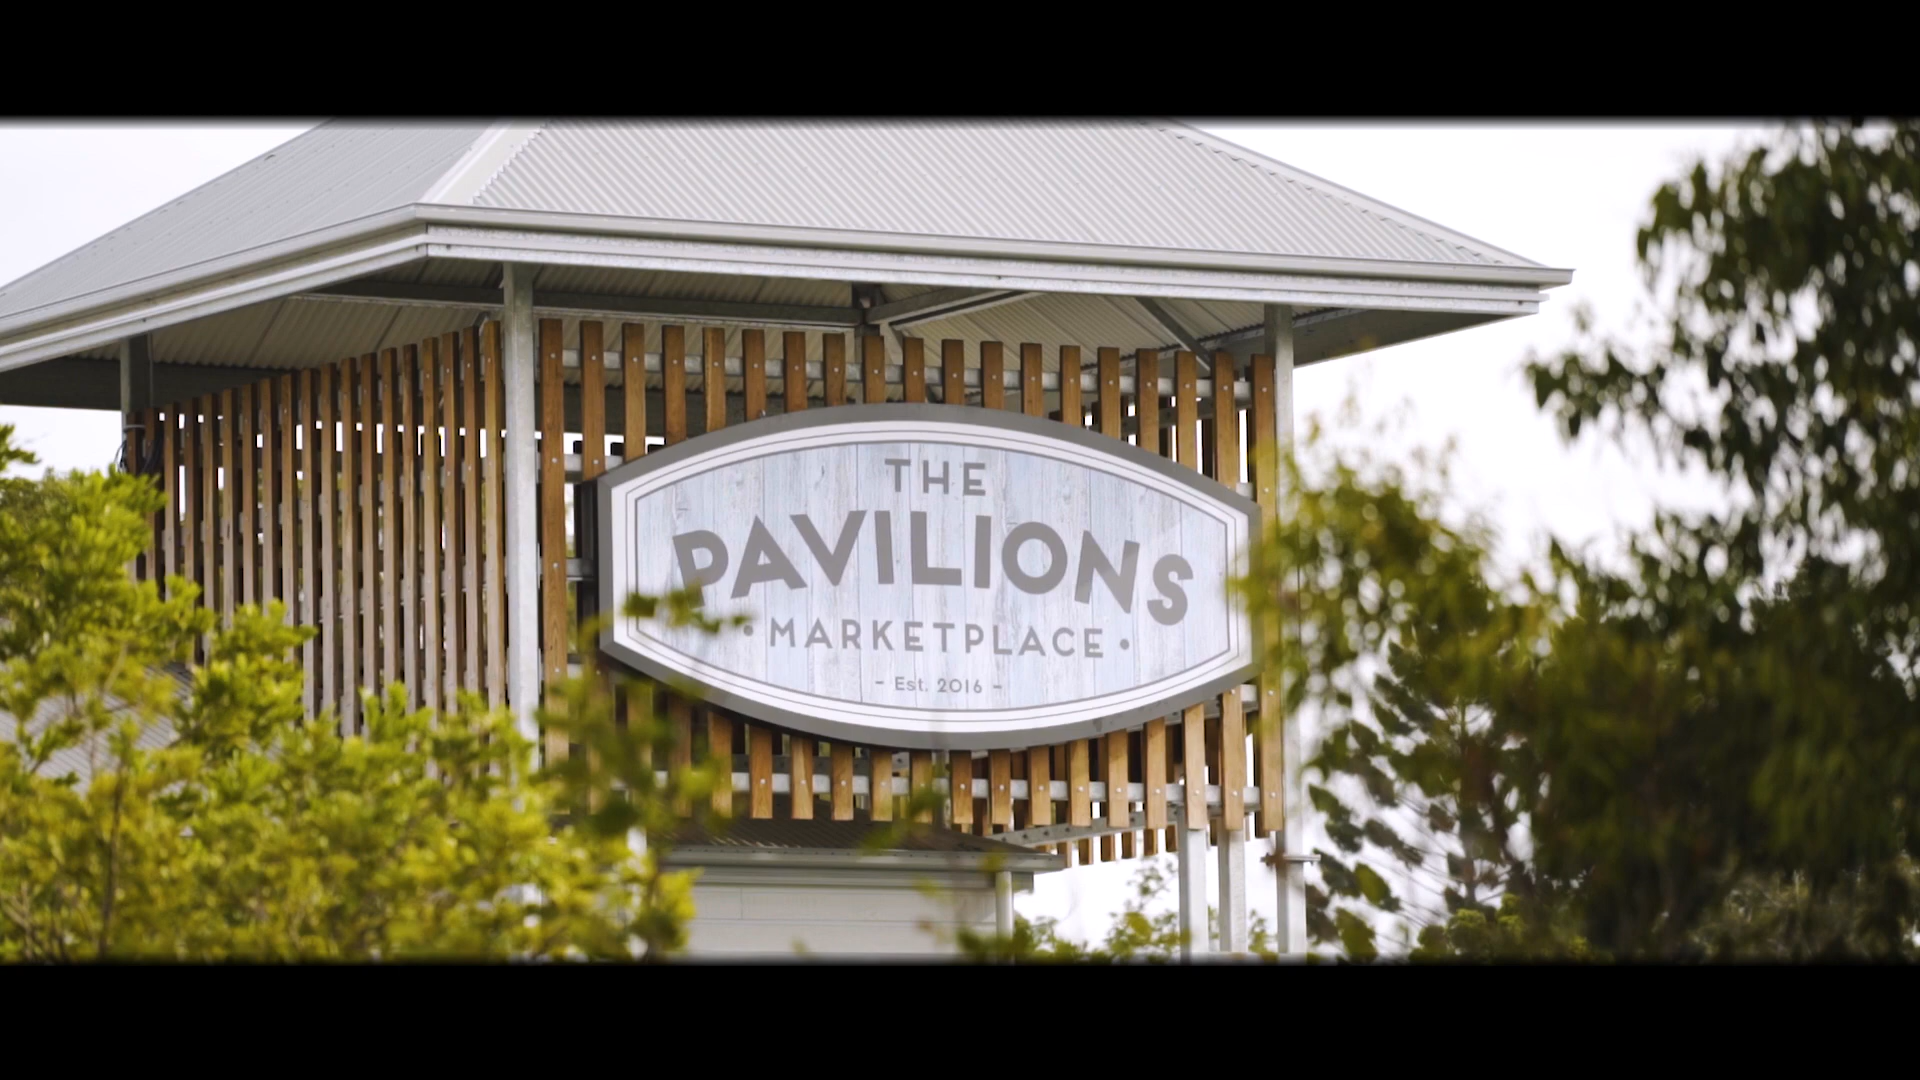 THE
PAVILIONS
• MARKETPLACE •
- Est. 2016 -